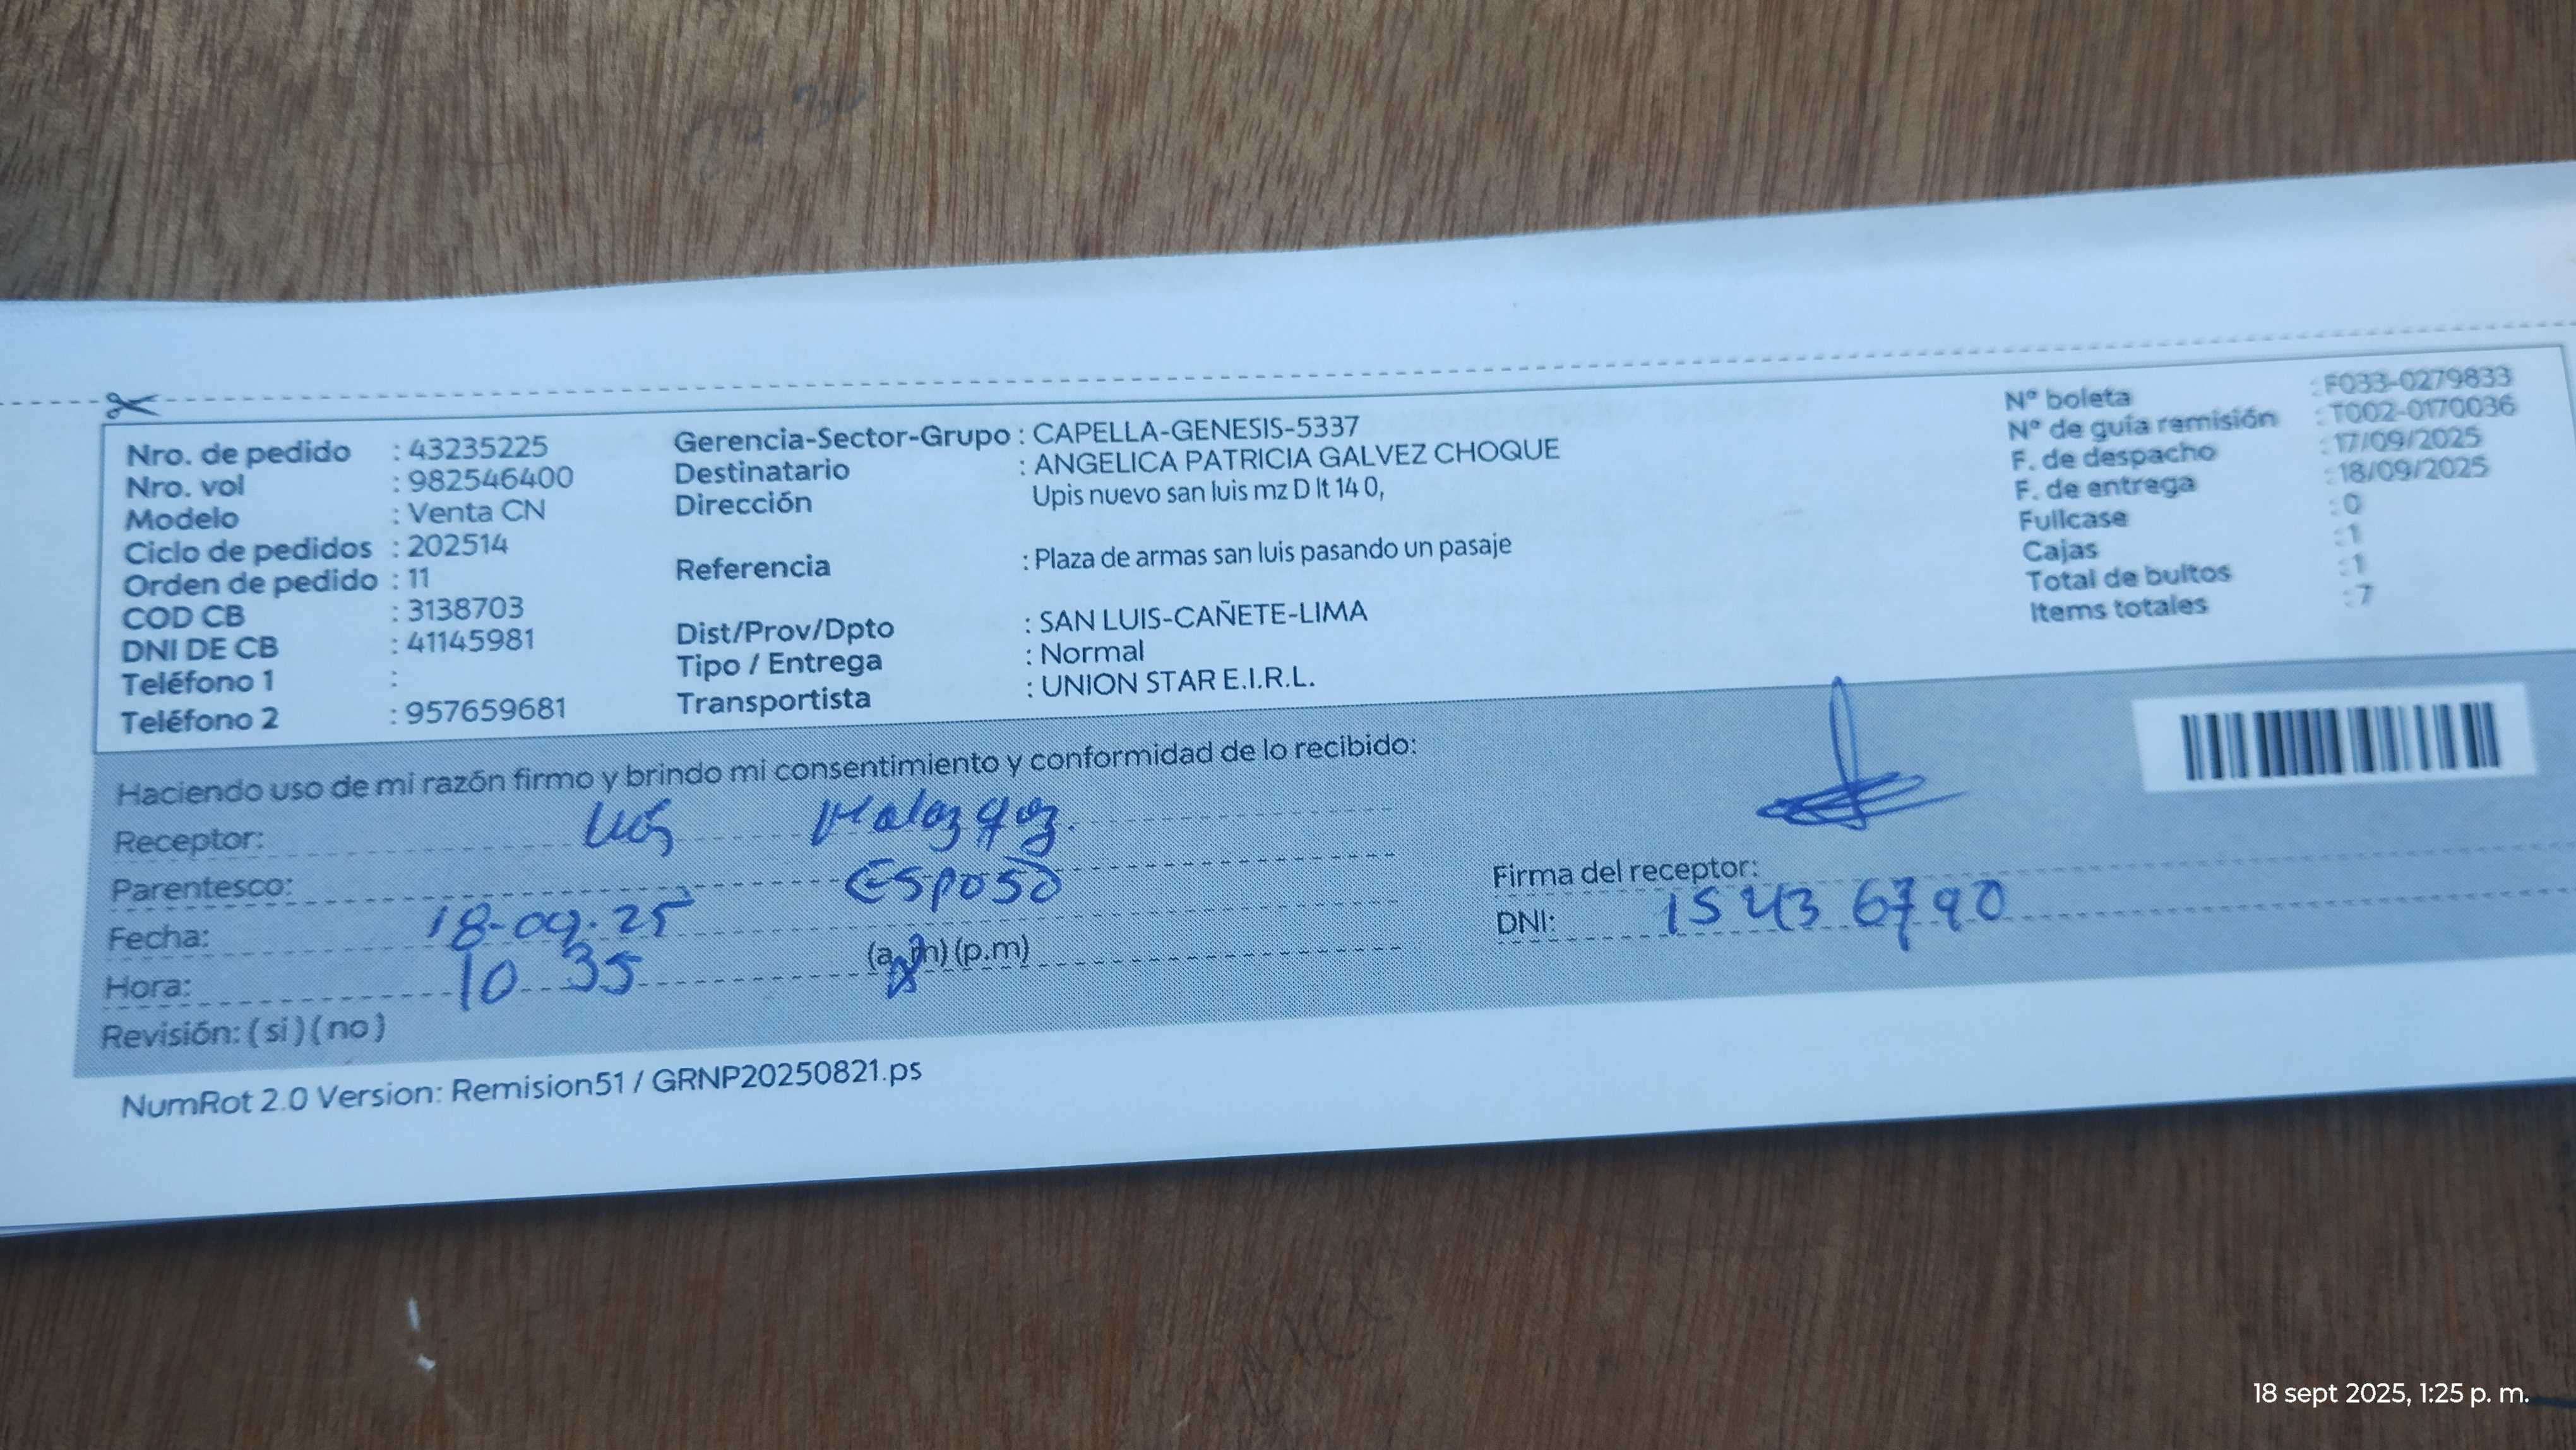 Nro. de pedido : 43235225
Nro. vol : 982546400
Modelo : Venta CN
Ciclo de pedidos : 202514
Orden de pedido : 11
COD CB : 3138703
DNI DE CB : 41145981
Teléfono 1 :
Teléfono 2 : 957659681
Gerencia-Sector-Grupo : CAPELLA-GENESIS-5337
Destinatario : ANGELICA PATRICIA GALVEZ CHOQUE
Dirección Upis nuevo san luis mz D lt 14 0,
Referencia : Plaza de armas san luis pasando un pasaje
Dist/Prov/Dpto : SAN LUIS-CAÑETE-LIMA
Tipo / Entrega : Normal
Transportista : UNION STAR E.I.R.L.
N° boleta : F033-0279833
N° de guía remisión : T002-0170036
F. de despacho : 17/09/2025
F. de entrega : 18/09/2025
Fullcase : 0
Cajas : 1
Total de bultos : 1
Items totales : 7
Haciendo uso de mi razón firmo y brindo mi consentimiento y conformidad de lo recibido:
Receptor:
Parentesco: Esposo
Fecha: 18-09-25
Hora: 10 35 (a.m) (p.m)
Revisión: ( si ) ( no )
Firma del receptor:
DNI: 15436790
NumRot 2.0 Version: Remision51 / GRNP20250821.ps
18 sept 2025, 1:25 p. m.